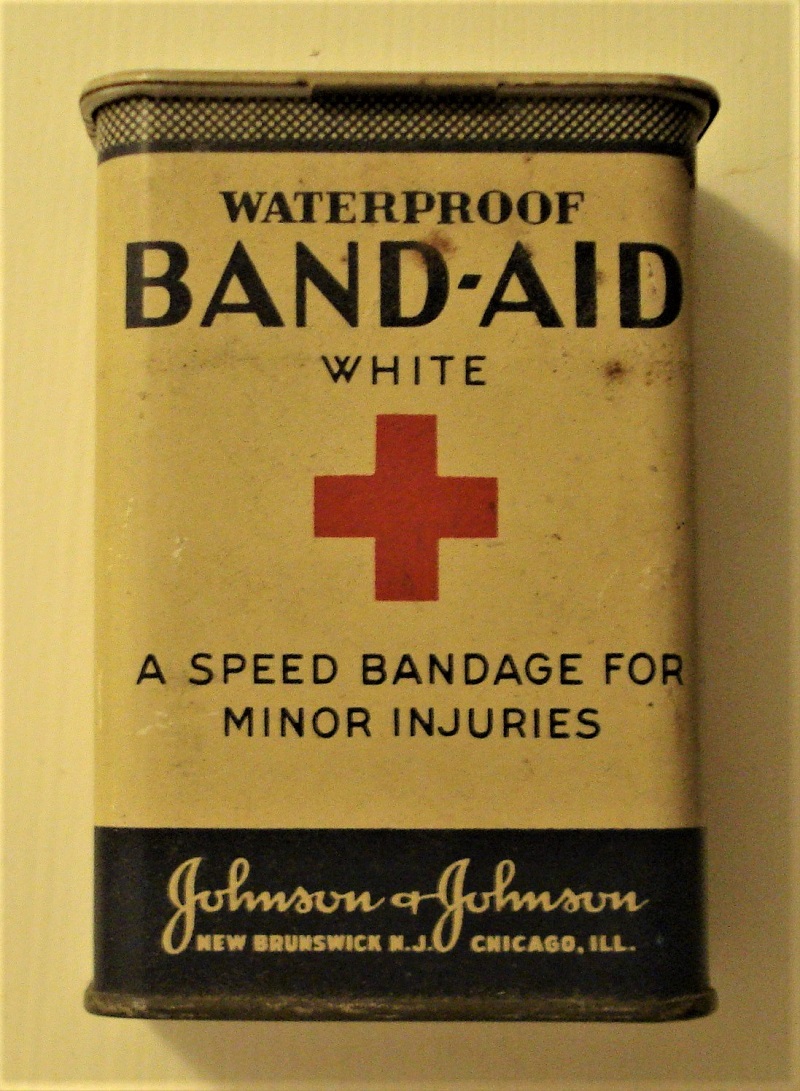 WATERPROOF
BAND-AID
WHITE
A SPEED BANDAGE FOR
MINOR INJURIES
Johnson & Johnson
NEW BRUNSWICK N.J. CHICAGO, ILL.